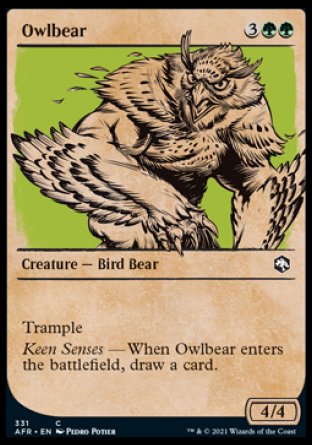 Owlbear 3
Creature — Bird Bear
Trample
Keen Senses — When Owlbear enters
the battlefield, draw a card.
4/4
331 C
AFR • EN PEDRO POTIER
™ & © 2021 Wizards of the Coast